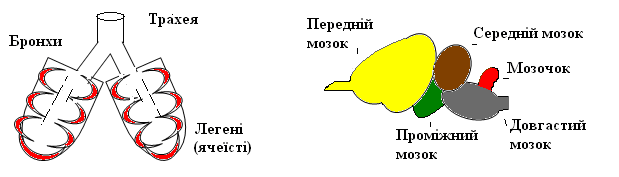 Трахея
Бронхи
Легені
(ячеїсті)
Передній
мозок
Середній мозок
Мозочок
Проміжний
мозок
Довгастий
мозок